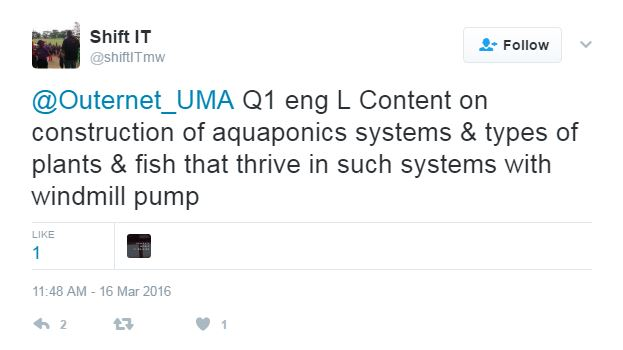 Shift IT
@shiftITmw
Follow
@Outernet_UMA Q1 eng L Content on
construction of aquaponics systems & types of
plants & fish that thrive in such systems with
windmill pump
LIKE
1
11:48 AM - 16 Mar 2016
2
1